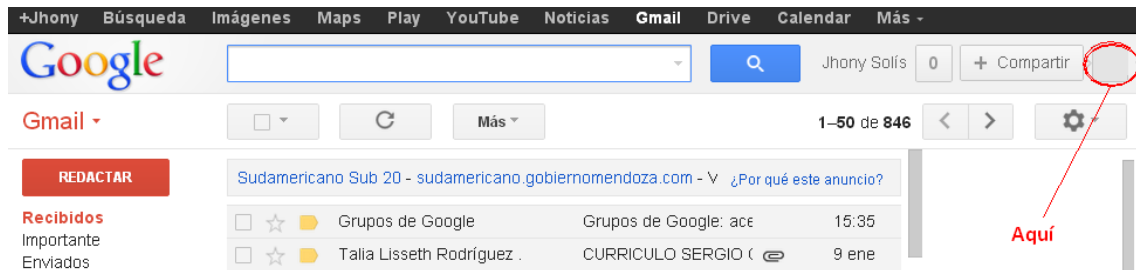 +Jhony Búsqueda Imágenes Maps Play YouTube Noticias Gmail Drive Calendar Más
Google Jhony Solís 0 + Compartir
Gmail Más 1–50 de 846
REDACTAR Sudamericano Sub 20 - sudamericano.gobiernomendoza.com - V ¿Por qué este anuncio?
Recibidos Grupos de Google Grupos de Google: ace 15:35
Importante
Enviados Talia Lisseth Rodríguez . CURRICULO SERGIO ( 9 ene
Aquí